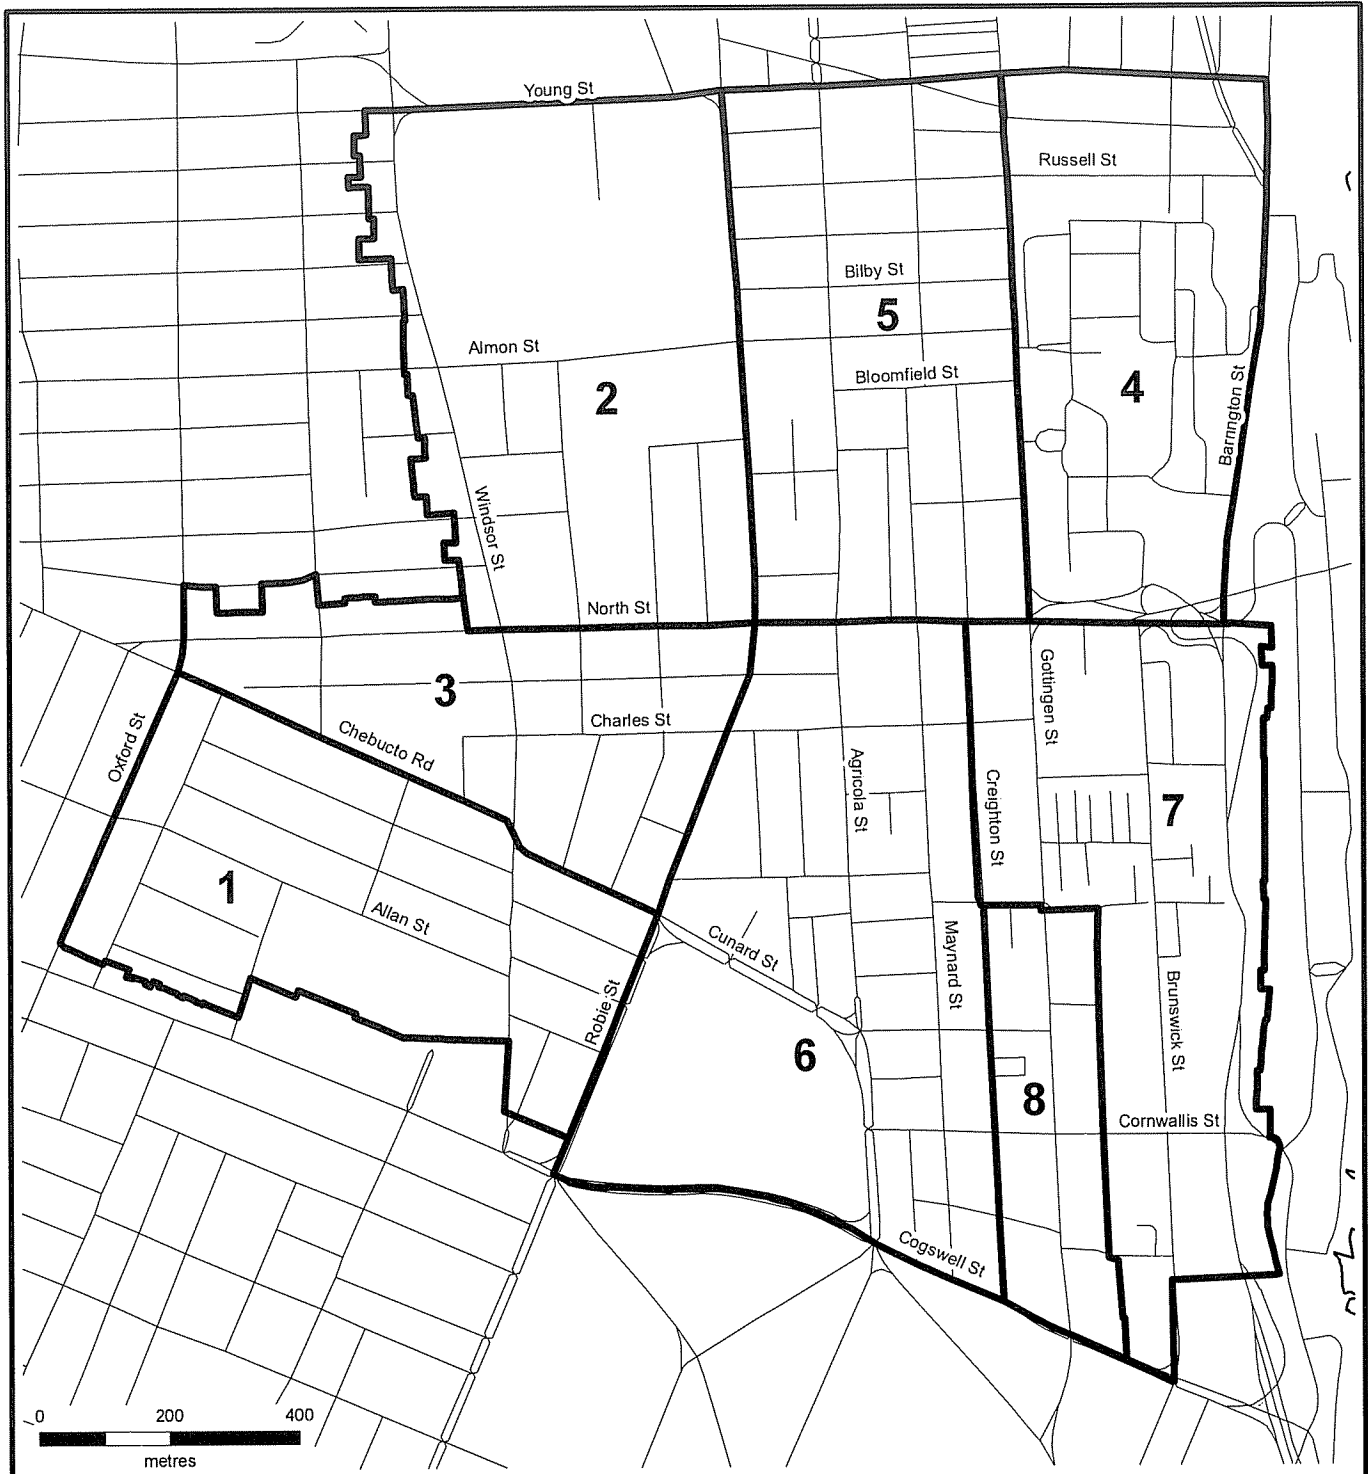 Young St
Russell St
Bilby St
5
Almon St
Bloomfield St
2
4
Barrington St
Windsor St
North St
3
Gottingen St
Charles St
Oxford St
Chebucto Rd
Agricola St
Creighton St
7
1
Allan St
Cunard St
Maynard St
Robie St
Brunswick St
6
8
Cornwallis St
Cogswell St
0 200 400
metres